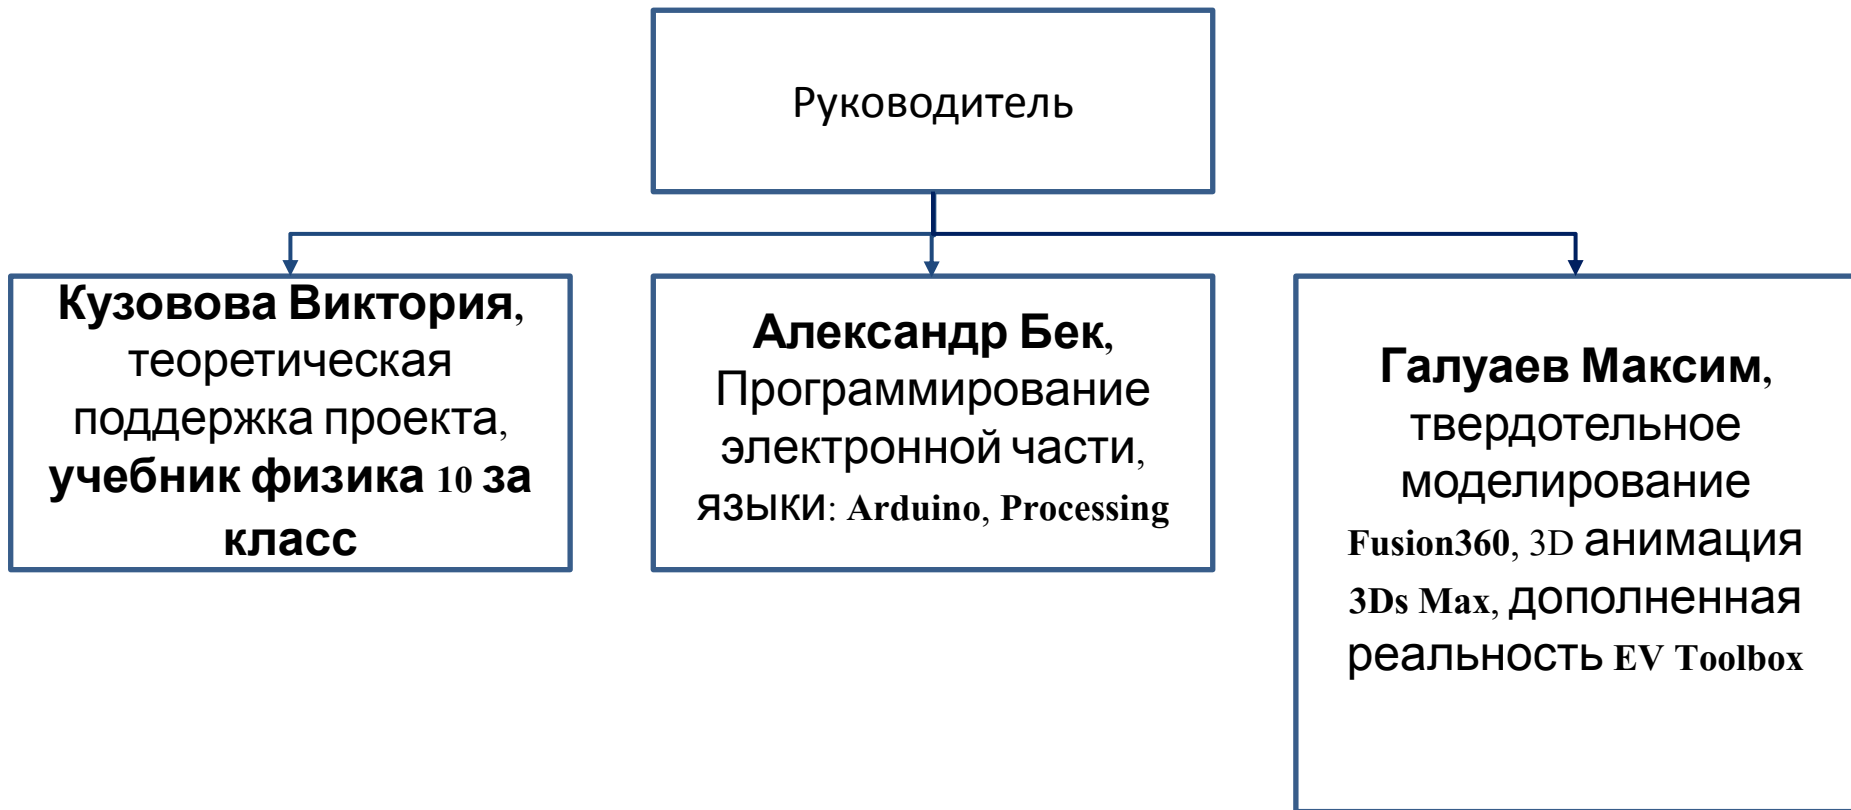 Руководитель
Кузовова Виктория,
теоретическая
поддержка проекта,
учебник физика 10 за
класс
Александр Бек,
Программирование
электронной части,
языки: Arduino, Processing
Галуаев Максим,
твердотельное
моделирование
Fusion360, 3D анимация
3Ds Max, дополненная
реальность EV Toolbox